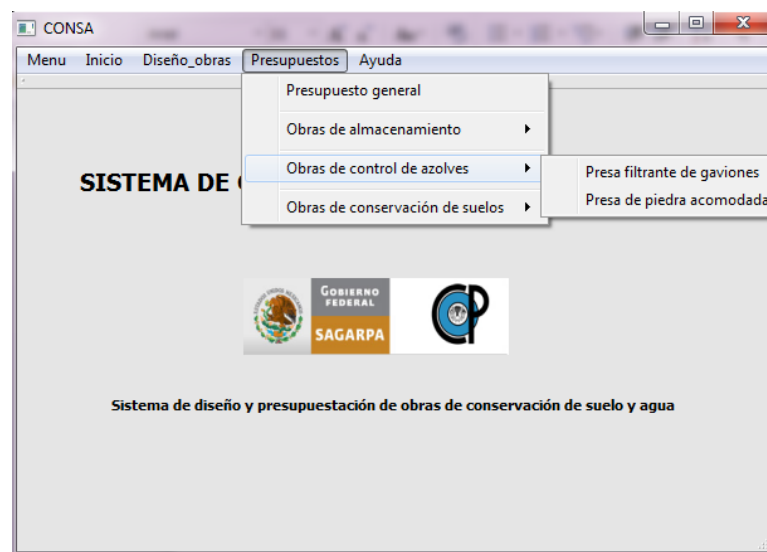 CONSA
Menu Inicio Diseño_obras Presupuestos Ayuda
Presupuesto general
Obras de almacenamiento
Obras de control de azolves
Presa filtrante de gaviones
Presa de piedra acomodada
Obras de conservación de suelos
SISTEMA DE
GOBIERNO
FEDERAL
SAGARPA
CP
Sistema de diseño y presupuestación de obras de conservación de suelo y agua